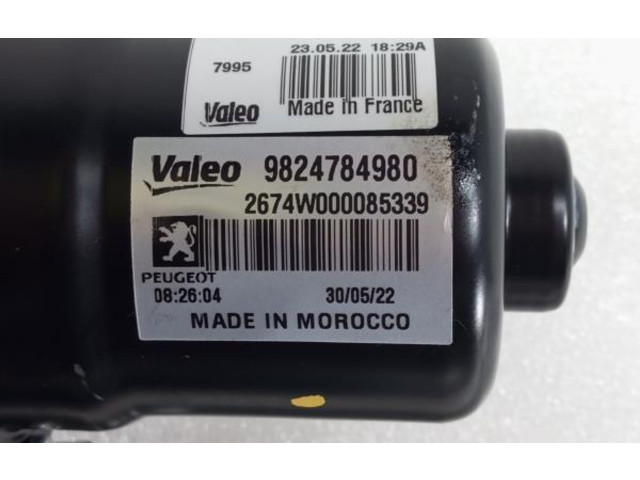 23.05.22 18:29A
7995
Valeo Made in France
Valeo 9824784980
2674W000085339
PEUGEOT
08:26:04 30/05/22
MADE IN MOROCCO